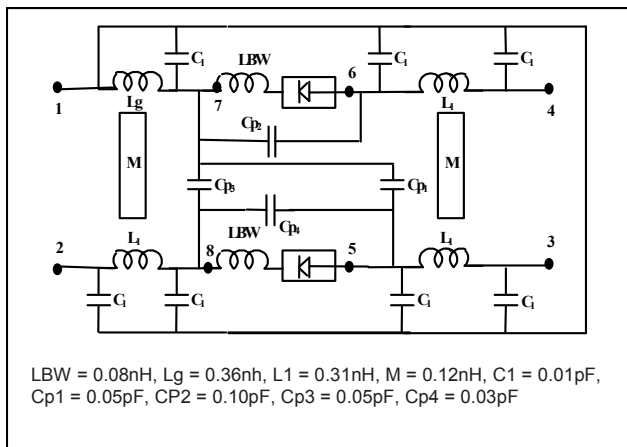 C₁
LBW
C₁
C₁
1
Lg
7
6
L₁
4
Cp₂
M
M
Cp₃
Cp₁
Cp₄
LBW
2
L₁
8
5
L₁
3
C₁
C₁
C₁
C₁
LBW = 0.08nH, Lg = 0.36nh, L1 = 0.31nH, M = 0.12nH, C1 = 0.01pF,
Cp1 = 0.05pF, CP2 = 0.10pF, Cp3 = 0.05pF, Cp4 = 0.03pF